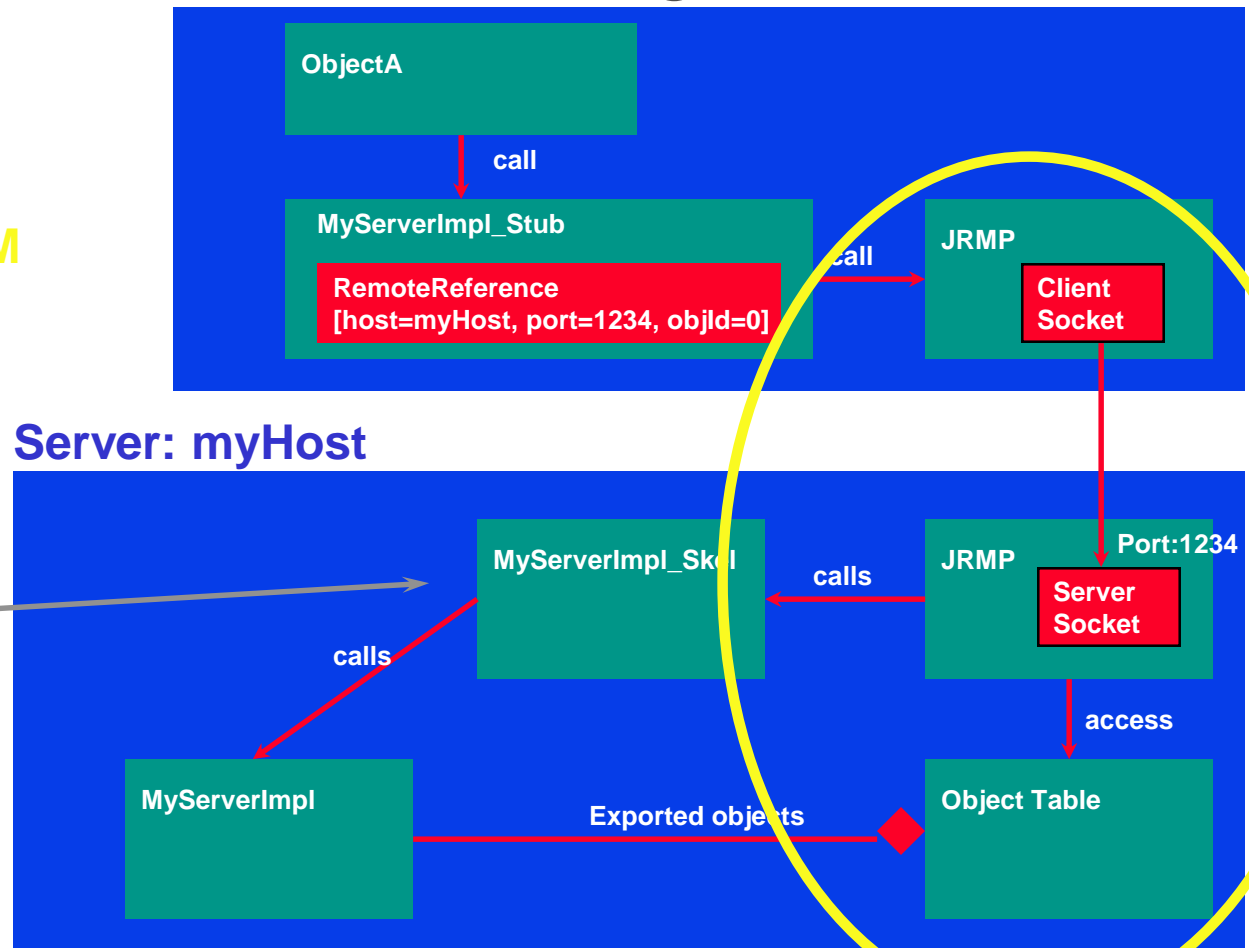 ObjectA
call
MyServerImpl_Stub
RemoteReference
[host=myHost, port=1234, objId=0]
call
JRMP
Client
Socket
Server: myHost
MyServerImpl_Skel
calls
JRMP
Port:1234
Server
Socket
calls
access
MyServerImpl
Exported objects
Object Table